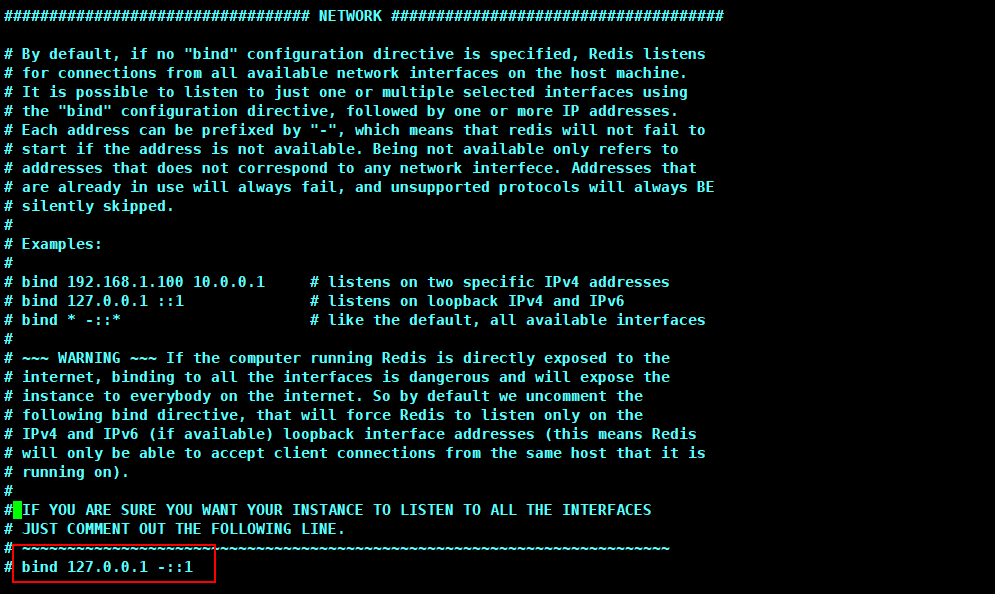 ################################## NETWORK #####################################

# By default, if no "bind" configuration directive is specified, Redis listens
# for connections from all available network interfaces on the host machine.
# It is possible to listen to just one or multiple selected interfaces using
# the "bind" configuration directive, followed by one or more IP addresses.
# Each address can be prefixed by "-", which means that redis will not fail to
# start if the address is not available. Being not available only refers to
# addresses that does not correspond to any network interfece. Addresses that
# are already in use will always fail, and unsupported protocols will always BE
# silently skipped.
#
# Examples:
#
# bind 192.168.1.100 10.0.0.1     # listens on two specific IPv4 addresses
# bind 127.0.0.1 ::1              # listens on loopback IPv4 and IPv6
# bind * -::*                     # like the default, all available interfaces
#
# ~~~ WARNING ~~~ If the computer running Redis is directly exposed to the
# internet, binding to all the interfaces is dangerous and will expose the
# instance to everybody on the internet. So by default we uncomment the
# following bind directive, that will force Redis to listen only on the
# IPv4 and IPv6 (if available) loopback interface addresses (this means Redis
# will only be able to accept client connections from the same host that it is
# running on).
#
# IF YOU ARE SURE YOU WANT YOUR INSTANCE TO LISTEN TO ALL THE INTERFACES
# JUST COMMENT OUT THE FOLLOWING LINE.
# ~~~~~~~~~~~~~~~~~~~~~~~~~~~~~~~~~~~~~~~~~~~~~~~~~~~~~~~~~~~~~~~~~~~~~~~~
# bind 127.0.0.1 -::1